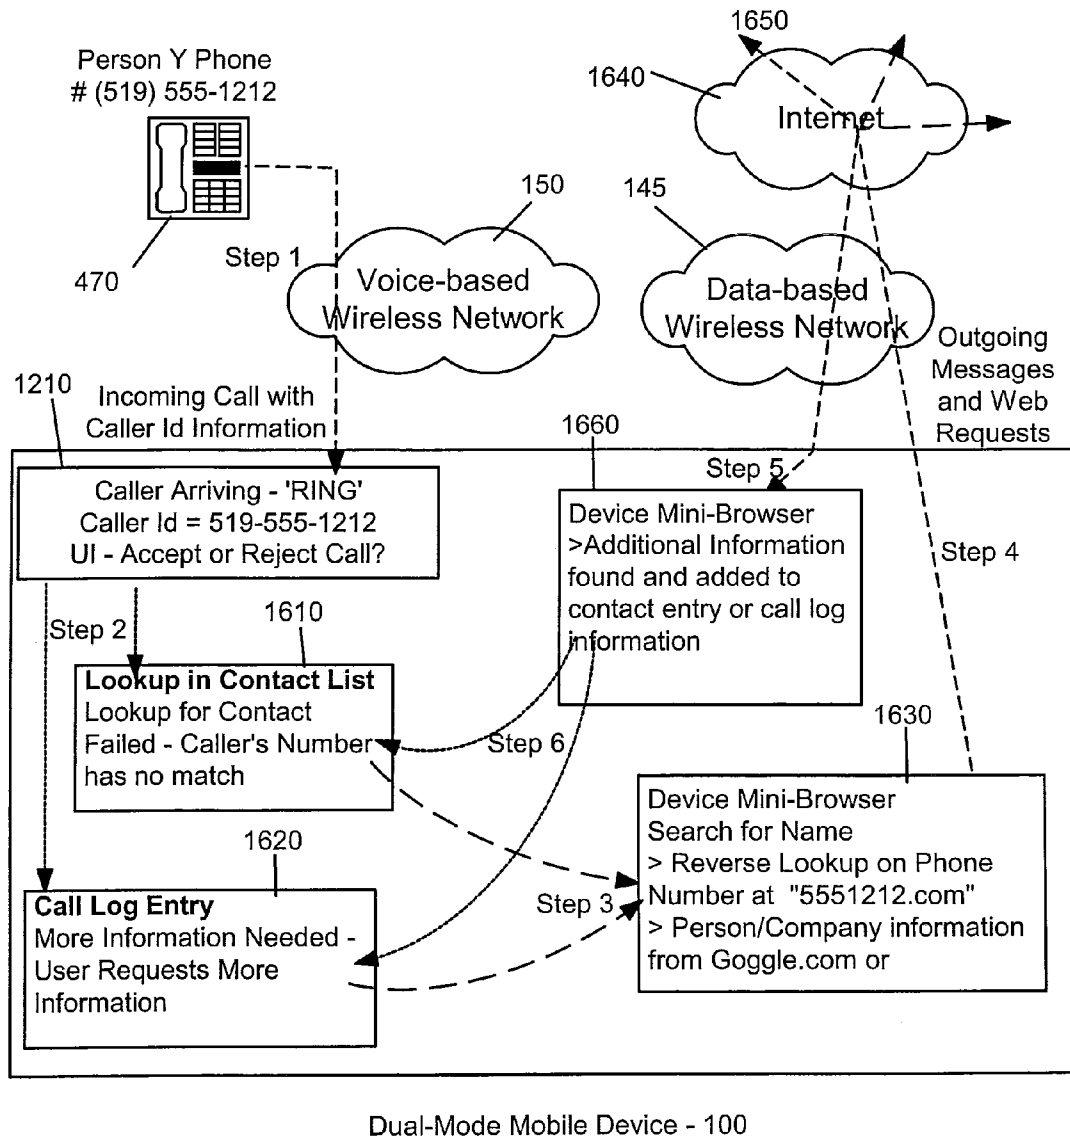 1650
Person Y Phone
# (519) 555-1212
1640
Internet
150
145
470
Step 1
Voice-based
Wireless Network
Data-based
Wireless Network
Outgoing
Messages
and Web
Requests
1210
Incoming Call with
Caller Id Information
1660
Caller Arriving - 'RING'
Caller Id = 519-555-1212
UI - Accept or Reject Call?
Step 5
Device Mini-Browser
>Additional Information
found and added to
contact entry or call log
information
Step 4
Step 2
1610
Lookup in Contact List
Lookup for Contact
Failed - Caller's Number
has no match
Step 6
1630
Device Mini-Browser
Search for Name
> Reverse Lookup on Phone
Number at "5551212.com"
> Person/Company information
from Goggle.com or
1620
Step 3
Call Log Entry
More Information Needed -
User Requests More
Information
Dual-Mode Mobile Device - 100